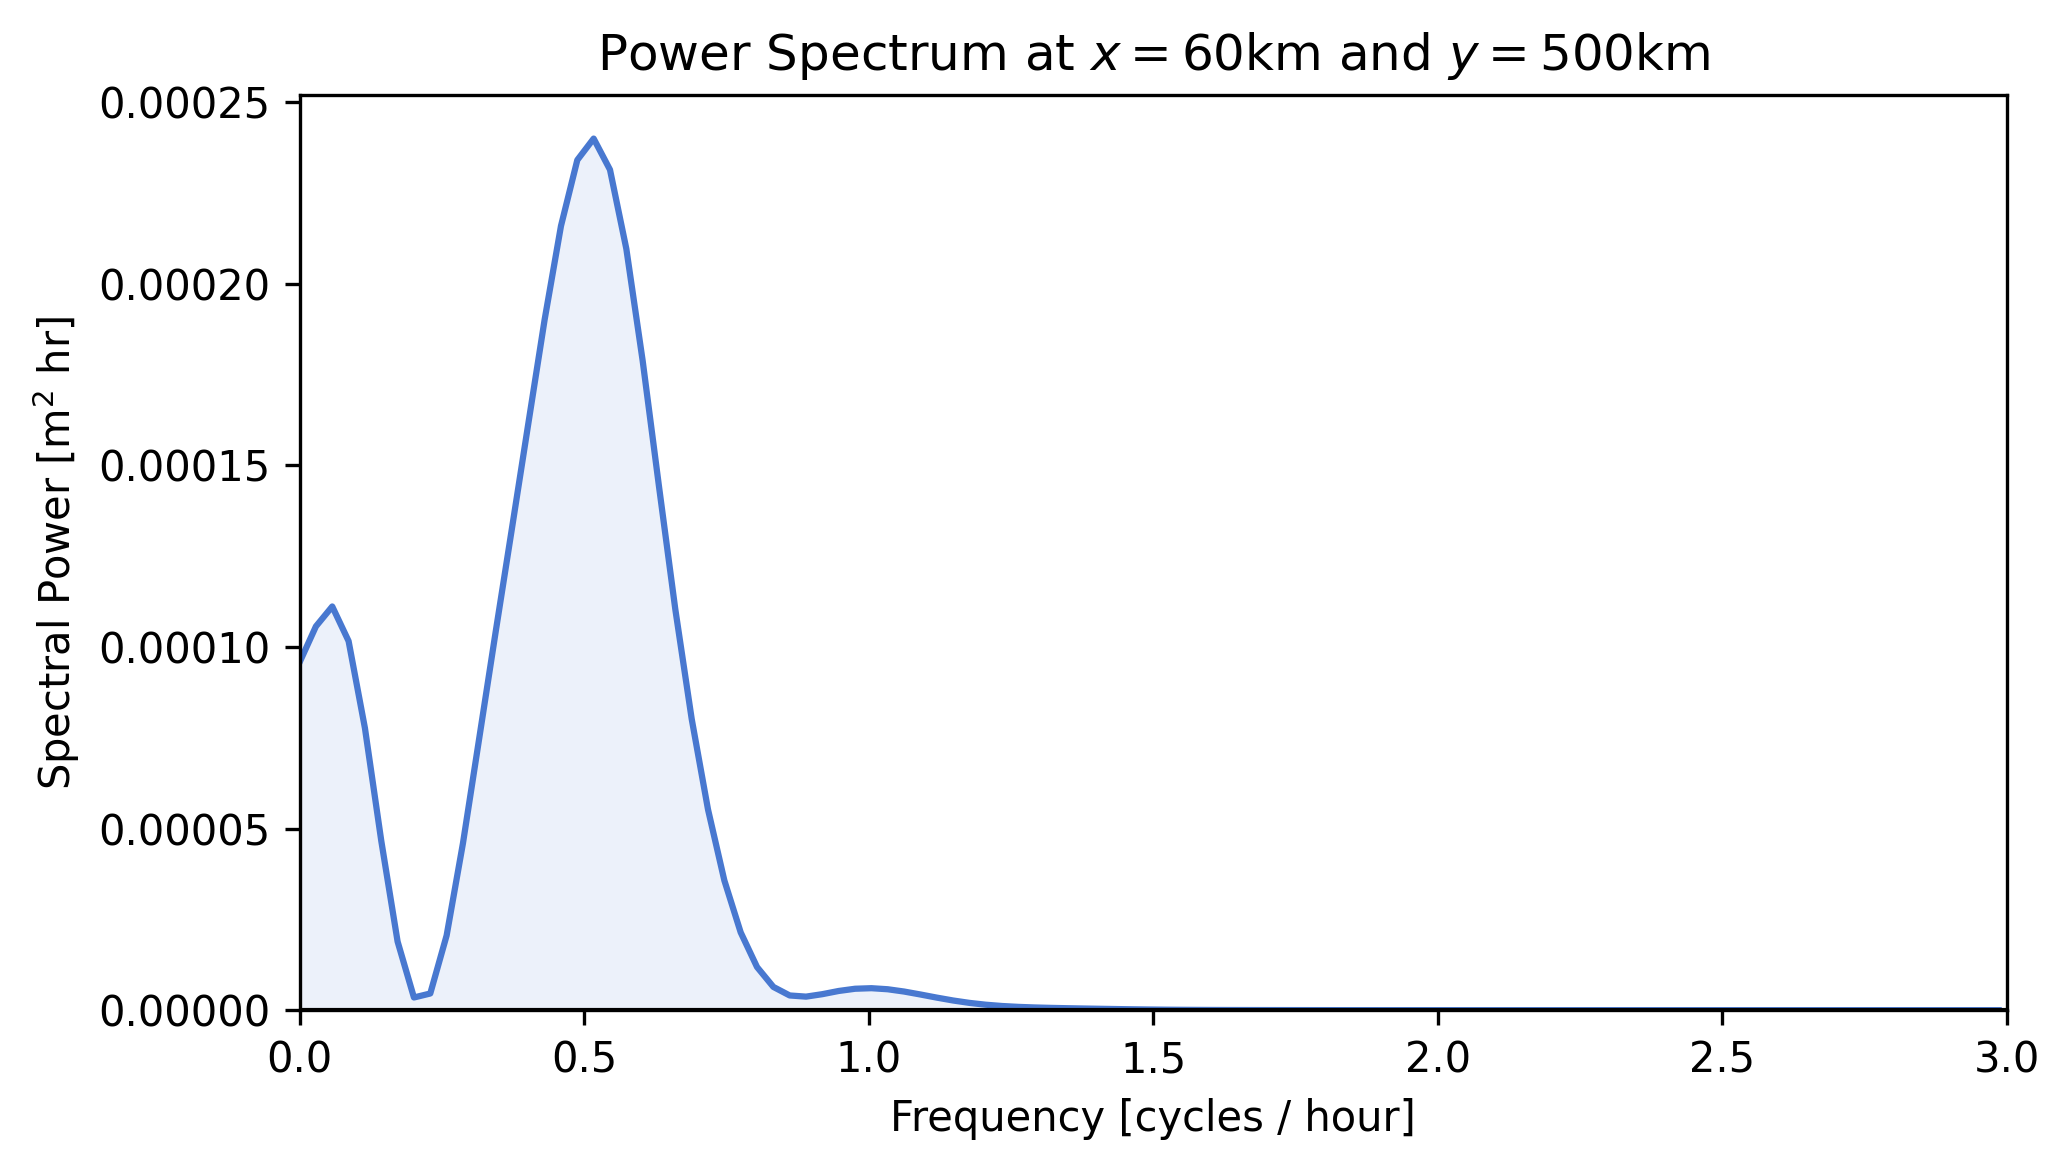 Power Spectrum at x = 60km and y = 500km
0.00025
0.00020
0.00015
0.00010
0.00005
0.00000
Spectral Power [m² hr]
0.0 0.5 1.0 1.5 2.0 2.5 3.0
Frequency [cycles / hour]